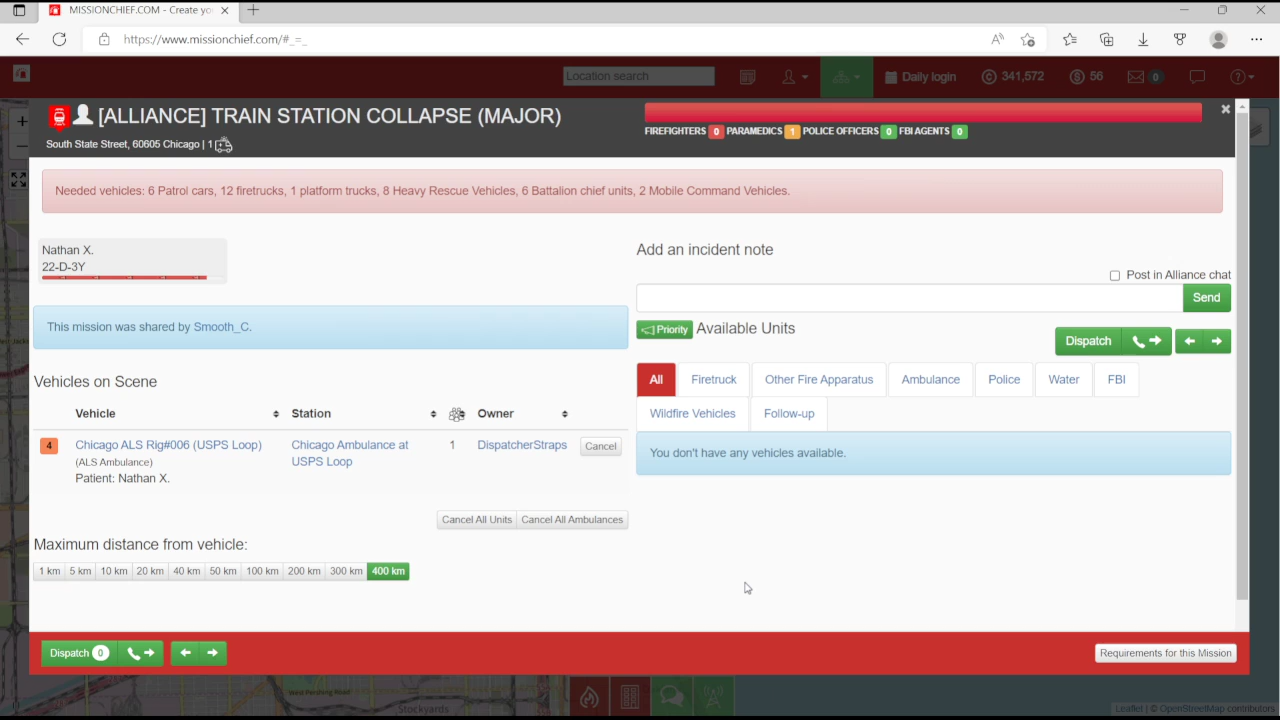 MISSIONCHIEF.COM - Create yo
https://www.missionchief.com/#_=_
Location search
Daily login
341,572
56
0
[ALLIANCE] TRAIN STATION COLLAPSE (MAJOR)
South State Street, 60605 Chicago | 1
FIREFIGHTERS 0 PARAMEDICS 1 POLICE OFFICERS 0 FBI AGENTS 0
Needed vehicles: 6 Patrol cars, 12 firetrucks, 1 platform trucks, 8 Heavy Rescue Vehicles, 6 Battalion chief units, 2 Mobile Command Vehicles.
Nathan X.
22-D-3Y
This mission was shared by Smooth_C.
Vehicles on Scene
Vehicle Station Owner
4 Chicago ALS Rig#006 (USPS Loop) Chicago Ambulance at 1 DispatcherStraps Cancel
(ALS Ambulance) USPS Loop
Patient: Nathan X.
Cancel All Units Cancel All Ambulances
Maximum distance from vehicle:
1 km 5 km 10 km 20 km 40 km 50 km 100 km 200 km 300 km 400 km
Add an incident note
Post in Alliance chat
Send
Priority Available Units
Dispatch
All Firetruck Other Fire Apparatus Ambulance Police Water FBI
Wildfire Vehicles Follow-up
You don't have any vehicles available.
Dispatch 0
Requirements for this Mission
West Pershing Road
Stockyards
Leaflet | © OpenStreetMap contributors